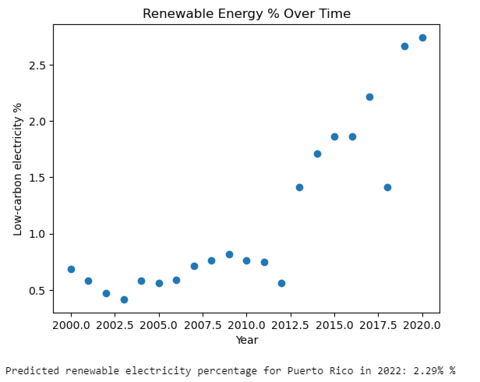 Renewable Energy % Over Time
2.5
2.0
1.5
1.0
0.5
Low-carbon electricity %
2000.0 2002.5 2005.0 2007.5 2010.0 2012.5 2015.0 2017.5 2020.0
Year
Predicted renewable electricity percentage for Puerto Rico in 2022: 2.29% %